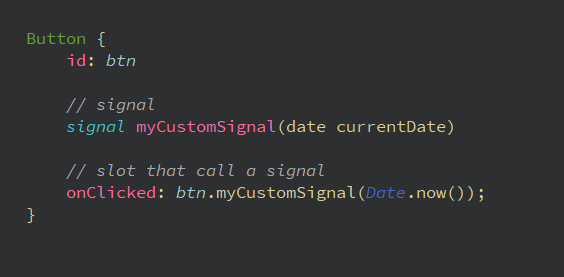 Button {
    id: btn

    // signal
    signal myCustomSignal(date currentDate)

    // slot that call a signal
    onClicked: btn.myCustomSignal(Date.now());
}